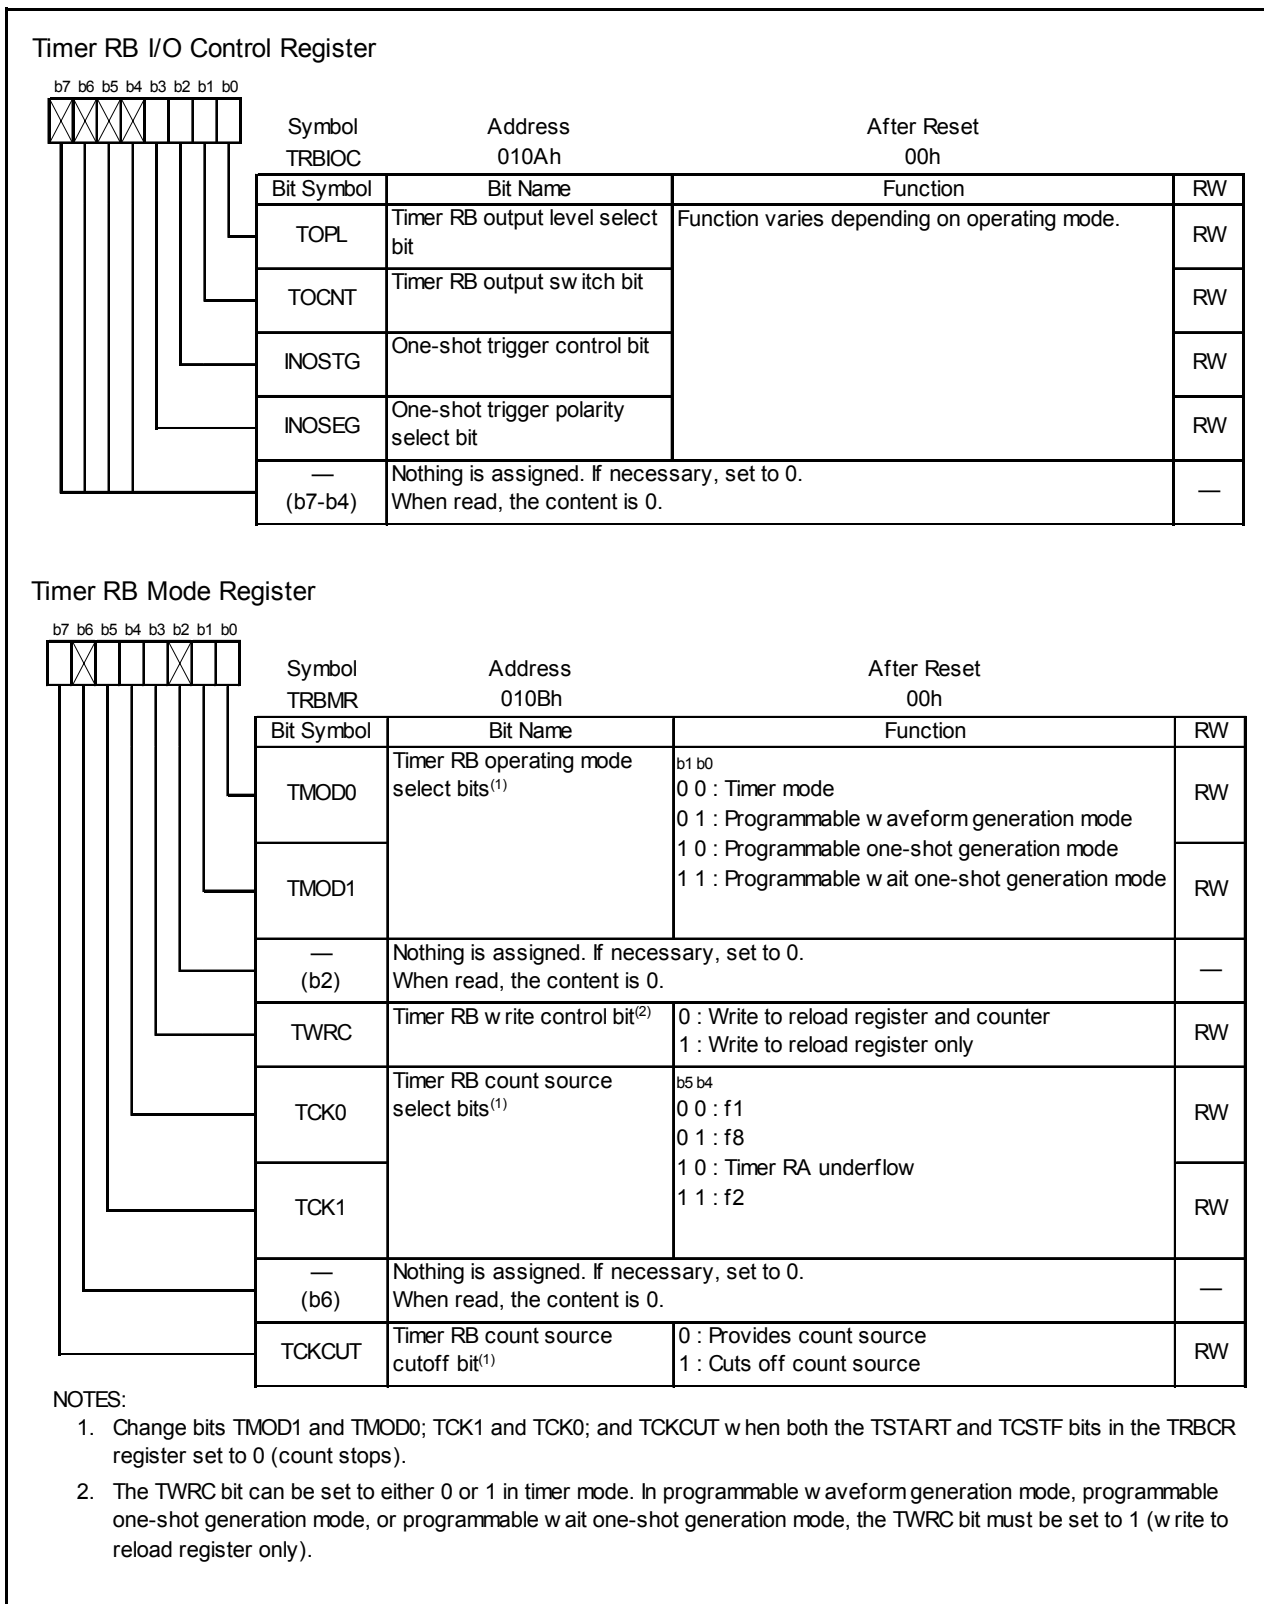 Timer RB I/O Control Register
b7 b6 b5 b4 b3 b2 b1 b0
Symbol Address After Reset
TRBIOC 010Ah 00h
Bit Symbol Bit Name Function RW
TOPL Timer RB output level select bit Function varies depending on operating mode. RW
TOCNT Timer RB output switch bit RW
INOSTG One-shot trigger control bit RW
INOSEG One-shot trigger polarity select bit RW
— (b7-b4) Nothing is assigned. If necessary, set to 0.
When read, the content is 0. —
Timer RB Mode Register
b7 b6 b5 b4 b3 b2 b1 b0
Symbol Address After Reset
TRBMR 010Bh 00h
Bit Symbol Bit Name Function RW
TMOD0 Timer RB operating mode select bits(1) b1 b0 RW
0 0 : Timer mode
0 1 : Programmable waveform generation mode
1 0 : Programmable one-shot generation mode
TMOD1 1 1 : Programmable wait one-shot generation mode RW
— (b2) Nothing is assigned. If necessary, set to 0.
When read, the content is 0. —
TWRC Timer RB write control bit(2) 0 : Write to reload register and counter RW
1 : Write to reload register only
TCK0 Timer RB count source select bits(1) b5 b4 RW
0 0 : f1
0 1 : f8
1 0 : Timer RA underflow
TCK1 1 1 : f2 RW
— (b6) Nothing is assigned. If necessary, set to 0.
When read, the content is 0. —
TCKCUT Timer RB count source cutoff bit(1) 0 : Provides count source RW
1 : Cuts off count source
NOTES:
1. Change bits TMOD1 and TMOD0; TCK1 and TCK0; and TCKCUT when both the TSTART and TCSTF bits in the TRBCR
register set to 0 (count stops).
2. The TWRC bit can be set to either 0 or 1 in timer mode. In programmable waveform generation mode, programmable
one-shot generation mode, or programmable wait one-shot generation mode, the TWRC bit must be set to 1 (write to
reload register only).